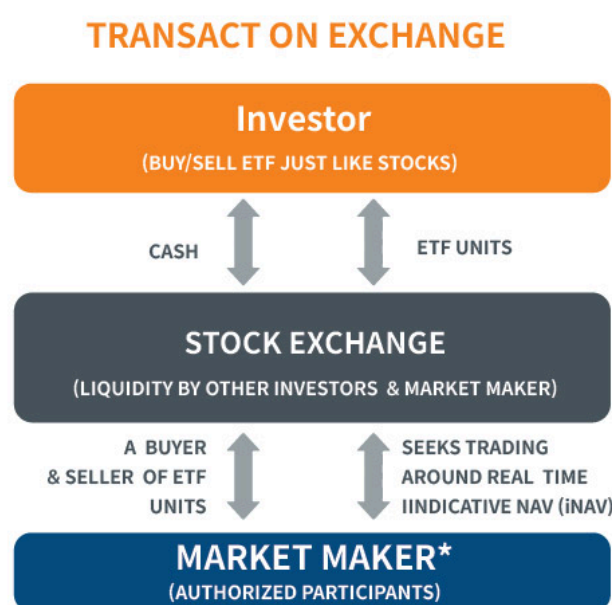 TRANSACT ON EXCHANGE
Investor
(BUY/SELL ETF JUST LIKE STOCKS)
CASH
ETF UNITS
STOCK EXCHANGE
(LIQUIDITY BY OTHER INVESTORS & MARKET MAKER)
A BUYER
& SELLER OF ETF
UNITS
SEEKS TRADING
AROUND REAL TIME
IINDICATIVE NAV (iNAV)
MARKET MAKER*
(AUTHORIZED PARTICIPANTS)